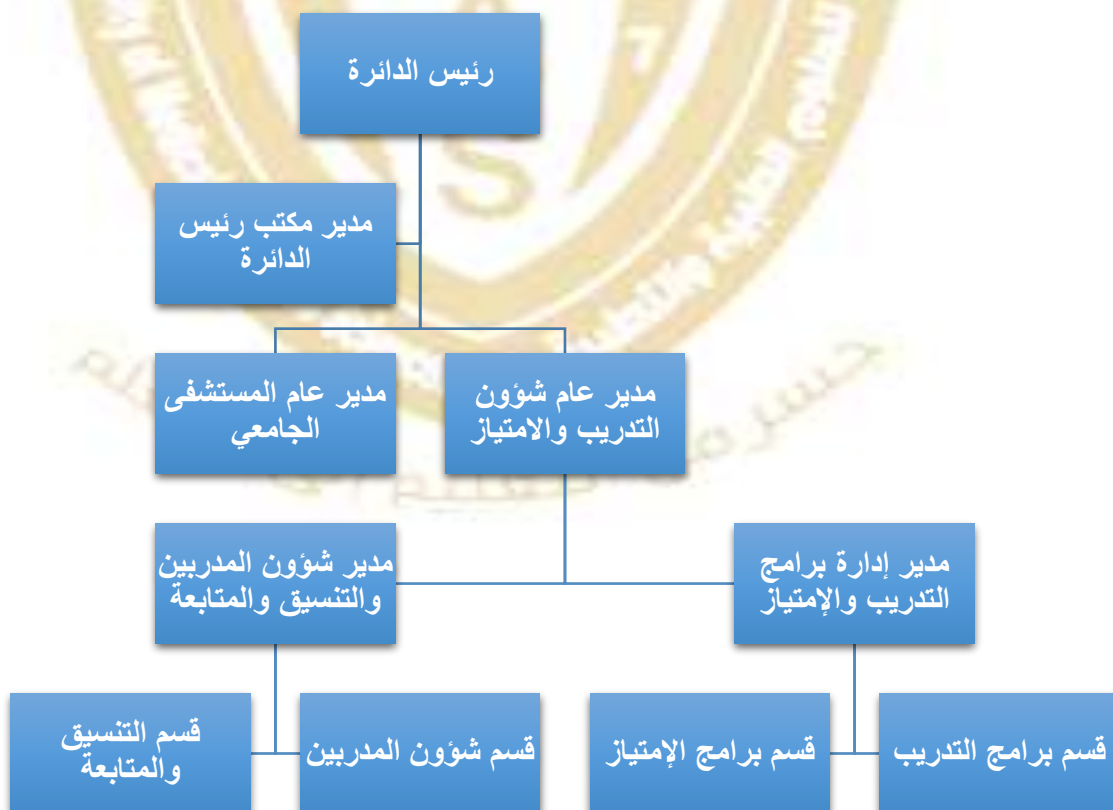 رئيس الدائرة
مدير مكتب رئيس
الدائرة
مدير عام شؤون
التدريب والامتياز
مدير عام المستشفى
الجامعي
مدير إدارة برامج
التدريب والإمتياز
مدير شؤون المدربين
والتنسيق والمتابعة
قسم برامج التدريب
قسم برامج الإمتياز
قسم شؤون المدربين
قسم التنسيق
والمتابعة